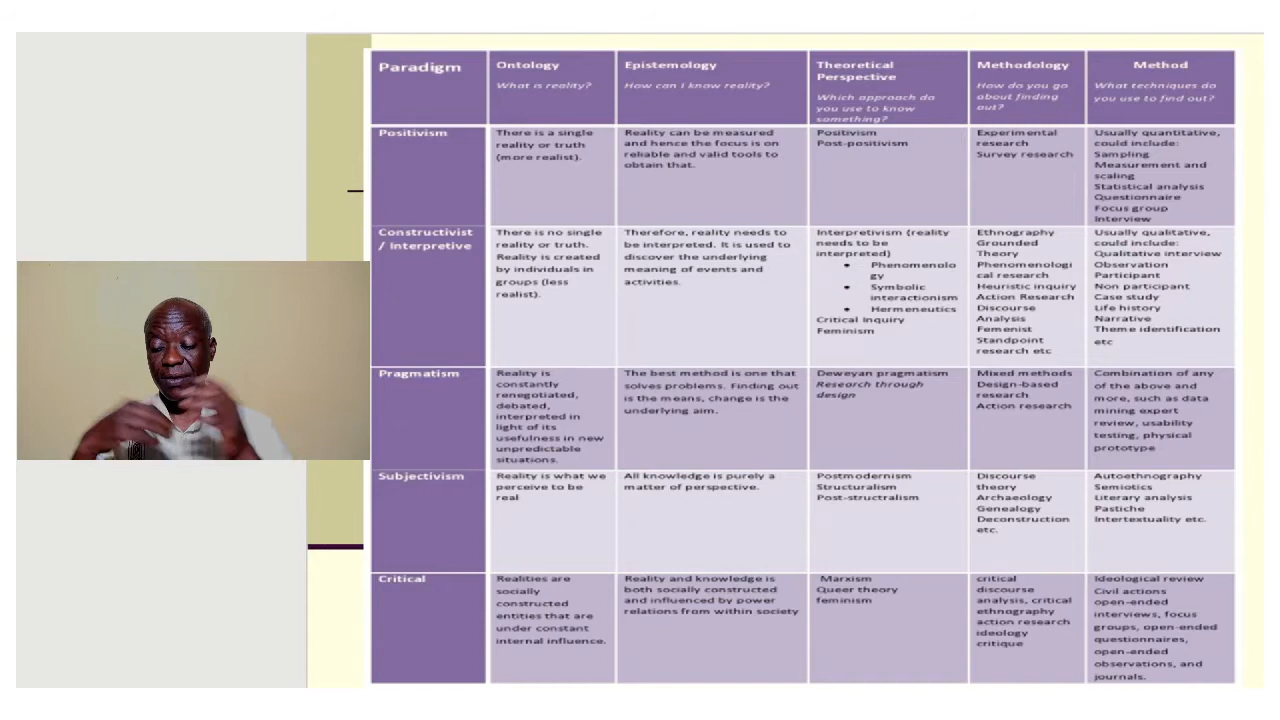 Paradigm
Ontology
What is reality?
Epistemology
How can I know reality?
Theoretical
Perspective
Which approach do
you use to know
something?
Methodology
How do you go
about finding
out?
Method
What techniques do
you use to find out?
Positivism
There is a single
reality or truth
(more realist).
Reality can be measured
and hence the focus is on
reliable and valid tools to
obtain that.
Positivism
Post-positivism
Experimental
research
Survey research
Usually quantitative,
could include:
Sampling
Measurement and
scaling
Statistical analysis
Questionnaire
Focus group
Interview
Constructivist
/ Interpretive
There is no single
reality or truth.
Reality is created
by individuals in
groups (less
realist).
Therefore, reality needs to
be interpreted. It is used to
discover the underlying
meaning of events and
activities.
Interpretivism (reality
needs to be
interpreted)
• Phenomenolo
gy
• Symbolic
interactionism
• Hermeneutics
Critical Inquiry
Feminism
Ethnography
Grounded
Theory
Phenomenologi
cal research
Heuristic inquiry
Action Research
Discourse
Analysis
Femenist
Standpoint
research etc
Usually qualitative,
could include:
Qualitative interview
Observation
Participant
Non participant
Case study
Life history
Narrative
Theme identification
etc
Pragmatism
Reality is
constantly
renegotiated,
debated,
interpreted in
light of its
usefulness in new
unpredictable
situations.
The best method is one that
solves problems. Finding out
is the means, change is the
underlying aim.
Deweyan pragmatism
Research through
design
Mixed methods
Design-based
research
Action research
Combination of any
of the above and
more, such as data
mining expert
review, usability
testing, physical
prototype
Subjectivism
Reality is what we
perceive to be
real
All knowledge is purely a
matter of perspective.
Postmodernism
Structuralism
Post-structralism
Discourse
theory
Archaeology
Genealogy
Deconstruction
etc.
Autoethnography
Semiotics
Literary analysis
Pastiche
Intertextuality etc.
Critical
Realities are
socially
constructed
entities that are
under constant
internal influence.
Reality and knowledge is
both socially constructed
and influenced by power
relations from within society
Marxism
Queer theory
feminism
critical
discourse
analysis, critical
ethnography
action research
ideology
critique
Ideological review
Civil actions
open-ended
interviews, focus
groups, open-ended
questionnaires,
open-ended
observations, and
journals.